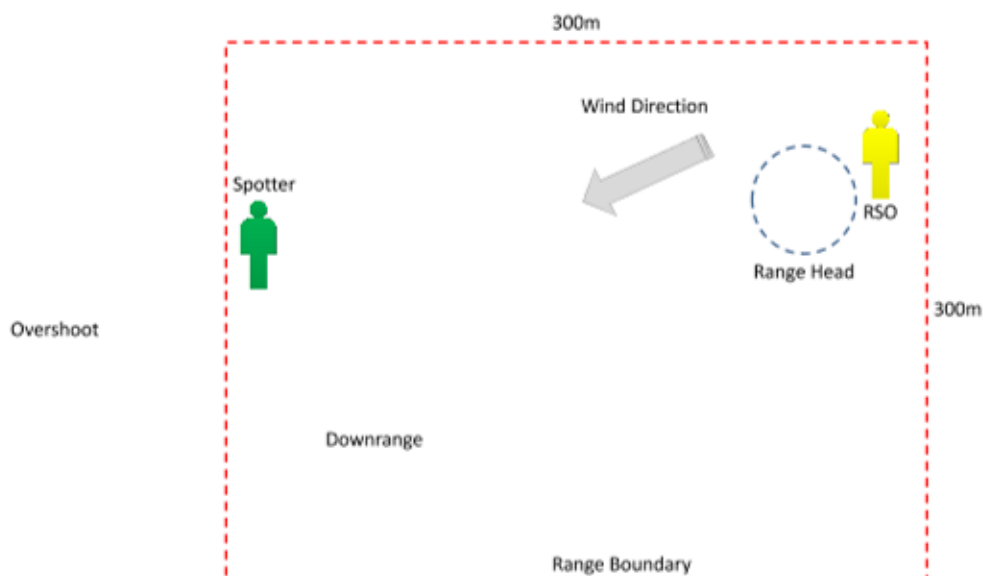 300m
Wind Direction
Spotter
RSO
Range Head
300m
Overshoot
Downrange
Range Boundary